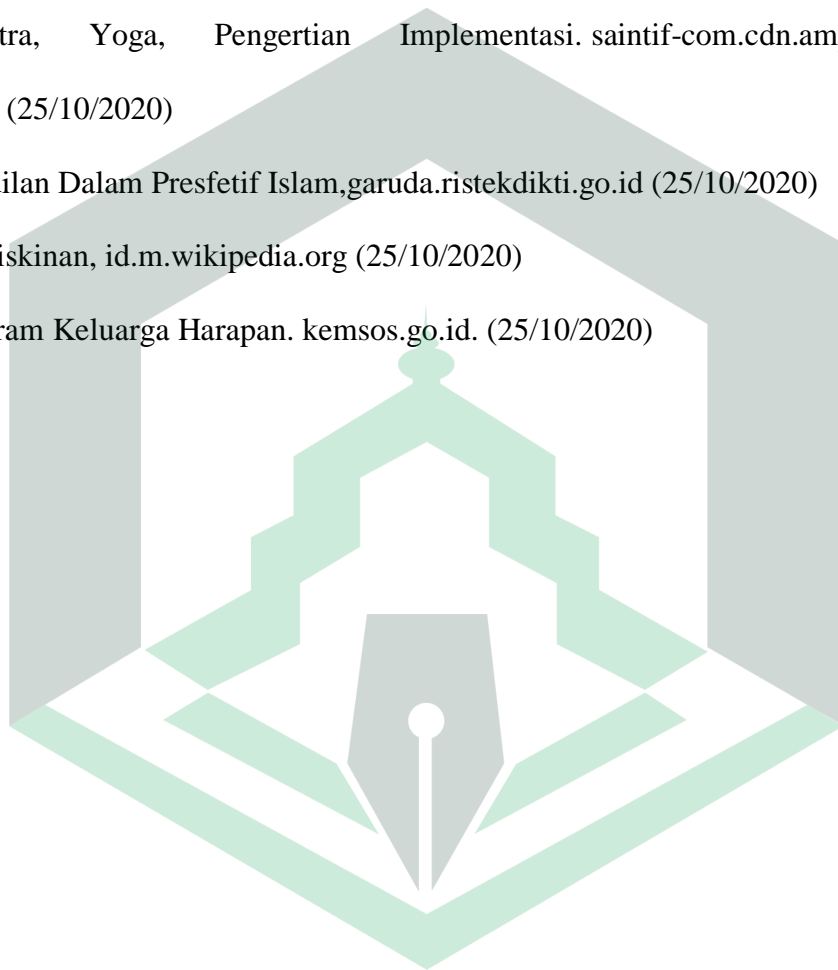 tra, Yoga, Pengertian Implementasi. saintif-com.cdn.am
(25/10/2020)
ilan Dalam Presfetif Islam,garuda.ristekdikti.go.id (25/10/2020)
iskinan, id.m.wikipedia.org (25/10/2020)
ram Keluarga Harapan. kemsos.go.id. (25/10/2020)